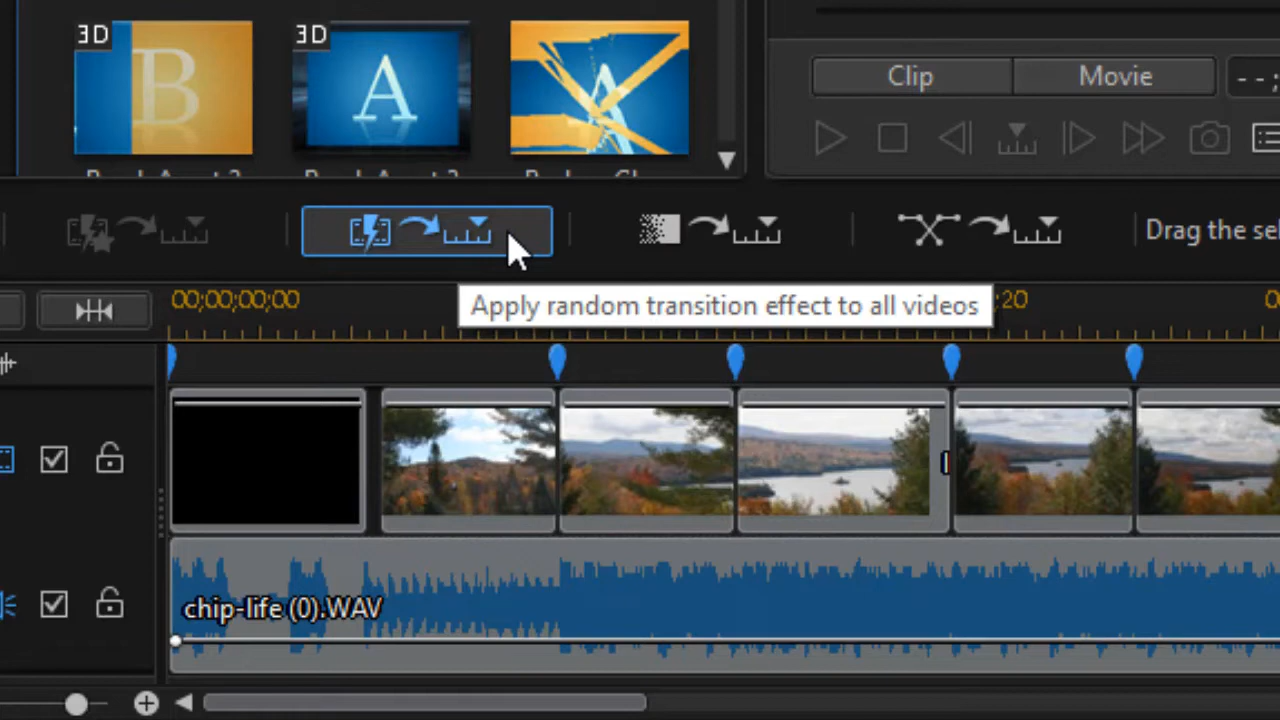 3D
3D
B
A
A
Clip
Movie
--;
Drag the se
00;00;00;00
;20
Apply random transition effect to all videos
chip-life (0).WAV